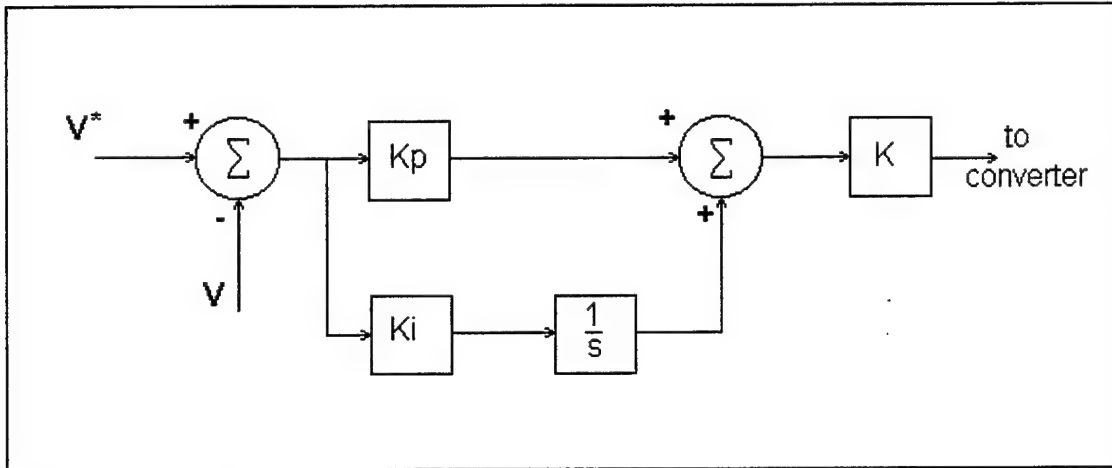 V*
+
Σ
-
V
Kp
Ki
1
s
+
Σ
+
K
to
converter